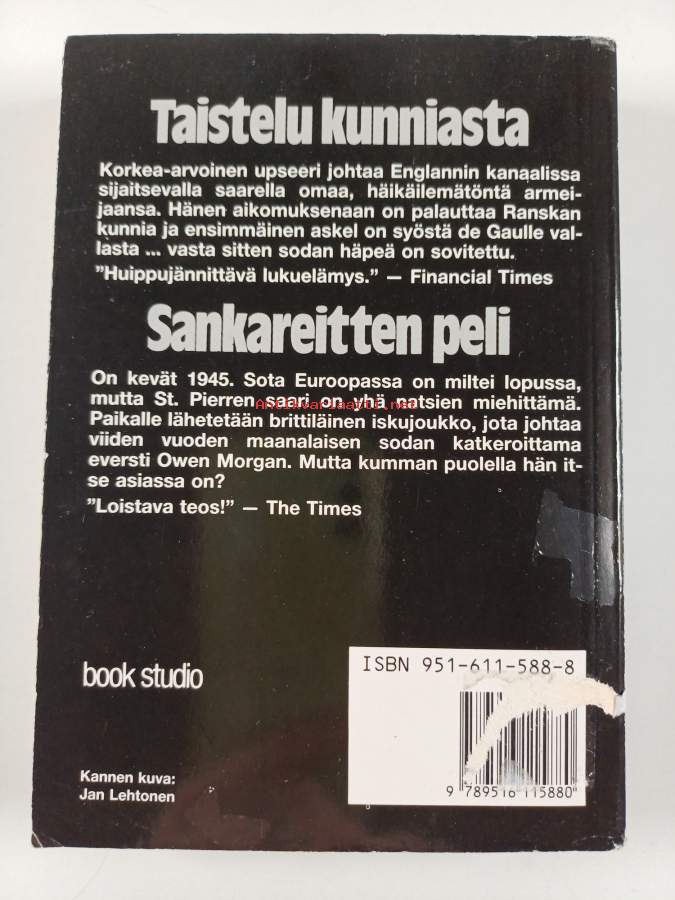 Taistelu kunniasta
Korkea-arvoinen upseeri johtaa Englannin kanaalissa
sijaitsevalla saarella omaa, häikäilemätöntä armei-
jaansa. Hänen aikomuksenaan on palauttaa Ranskan
kunnia ja ensimmäinen askel on syöstä de Gaulle val-
lasta ... vasta sitten sodan häpeä on sovitettu.
”Huippujännittävä lukuelämys.” — Financial Times
Sankareitten peli
On kevät 1945. Sota Euroopassa on miltei lopussa,
mutta St. Pierren saari on yhä natsien miehittämä.
Antikvariaatti.net
Paikalle lähetetään brittiläinen iskujoukko, jota johtaa
viiden vuoden maanalaisen sodan katkeroittama
eversti Owen Morgan. Mutta kumman puolella hän it-
se asiassa on?
”Loistava teos!” — The Times
ISBN 951-611-588-8
book studio
Kannen kuva:
Jan Lehtonen
9 789516 115880